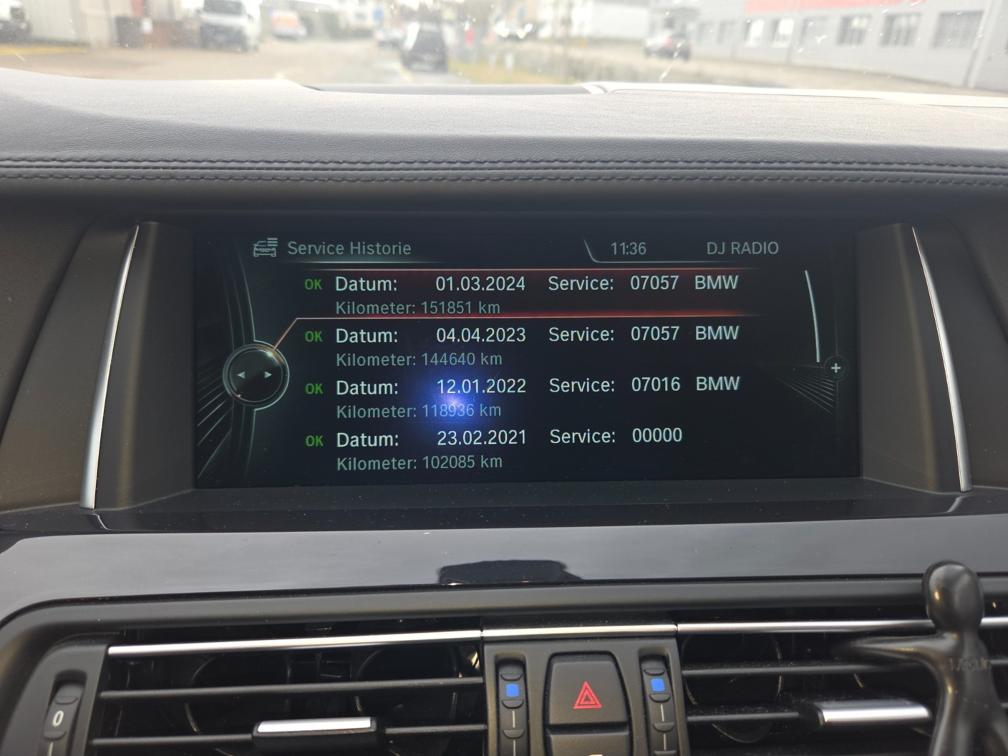 Service Historie 11:36 DJ RADIO
OK Datum: 01.03.2024 Service: 07057 BMW
Kilometer: 151851 km
OK Datum: 04.04.2023 Service: 07057 BMW
Kilometer: 144640 km
OK Datum: 12.01.2022 Service: 07016 BMW
Kilometer: 118936 km
OK Datum: 23.02.2021 Service: 00000
Kilometer: 102085 km
0